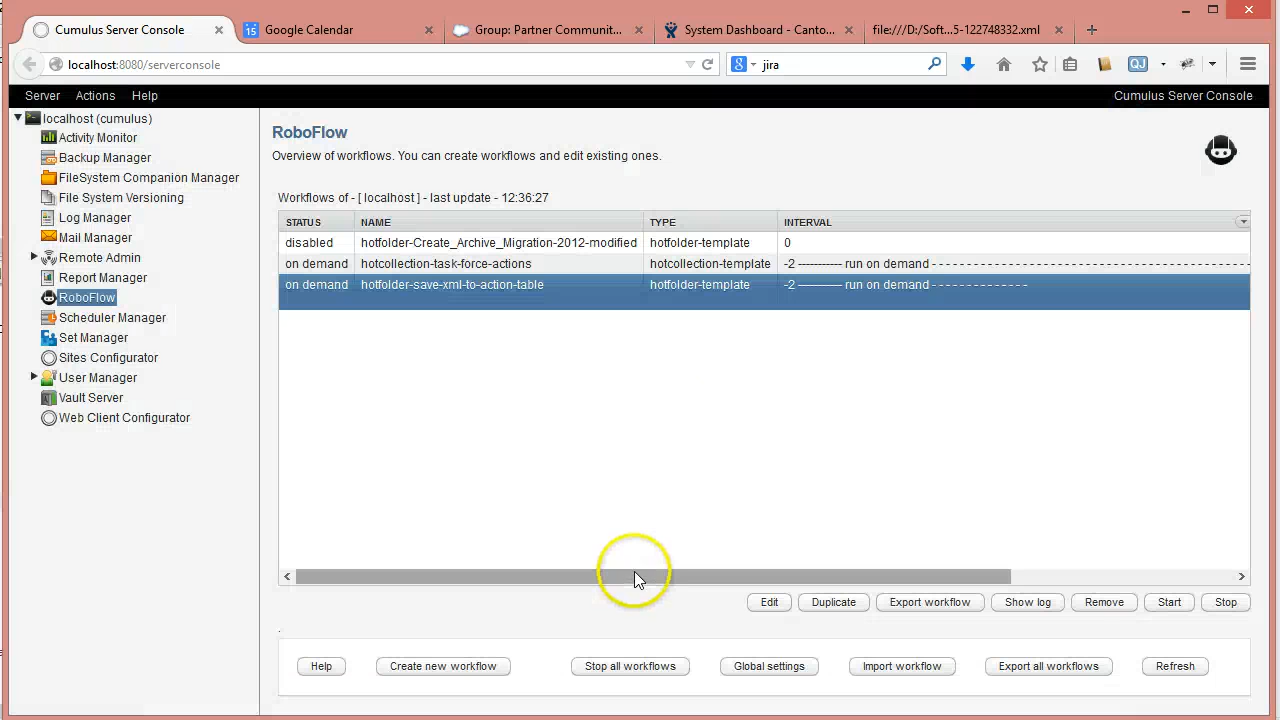 Cumulus Server Console
Google Calendar
Group: Partner Communit...
System Dashboard - Canto...
file:///D:/Soft...5-122748332.xml
localhost:8080/serverconsole
jira
QJ
Server Actions Help
Cumulus Server Console
localhost (cumulus)
Activity Monitor
Backup Manager
FileSystem Companion Manager
File System Versioning
Log Manager
Mail Manager
Remote Admin
Report Manager
RoboFlow
Scheduler Manager
Set Manager
Sites Configurator
User Manager
Vault Server
Web Client Configurator
RoboFlow
Overview of workflows. You can create workflows and edit existing ones.
Workflows of - [ localhost ] - last update - 12:36:27
STATUS NAME TYPE INTERVAL
disabled hotfolder-Create_Archive_Migration-2012-modified hotfolder-template 0
on demand hotcollection-task-force-actions hotcollection-template -2 ----------- run on demand - - - - - - - - - - - - - - - - - - - - - - - - - - - - - - - - - - - - - - - - - - - - - -
on demand hotfolder-save-xml-to-action-table hotfolder-template -2 ----------- run on demand - - - - - - - - - - - - - -
Edit Duplicate Export workflow Show log Remove Start Stop
.
Help Create new workflow Stop all workflows Global settings Import workflow Export all workflows Refresh